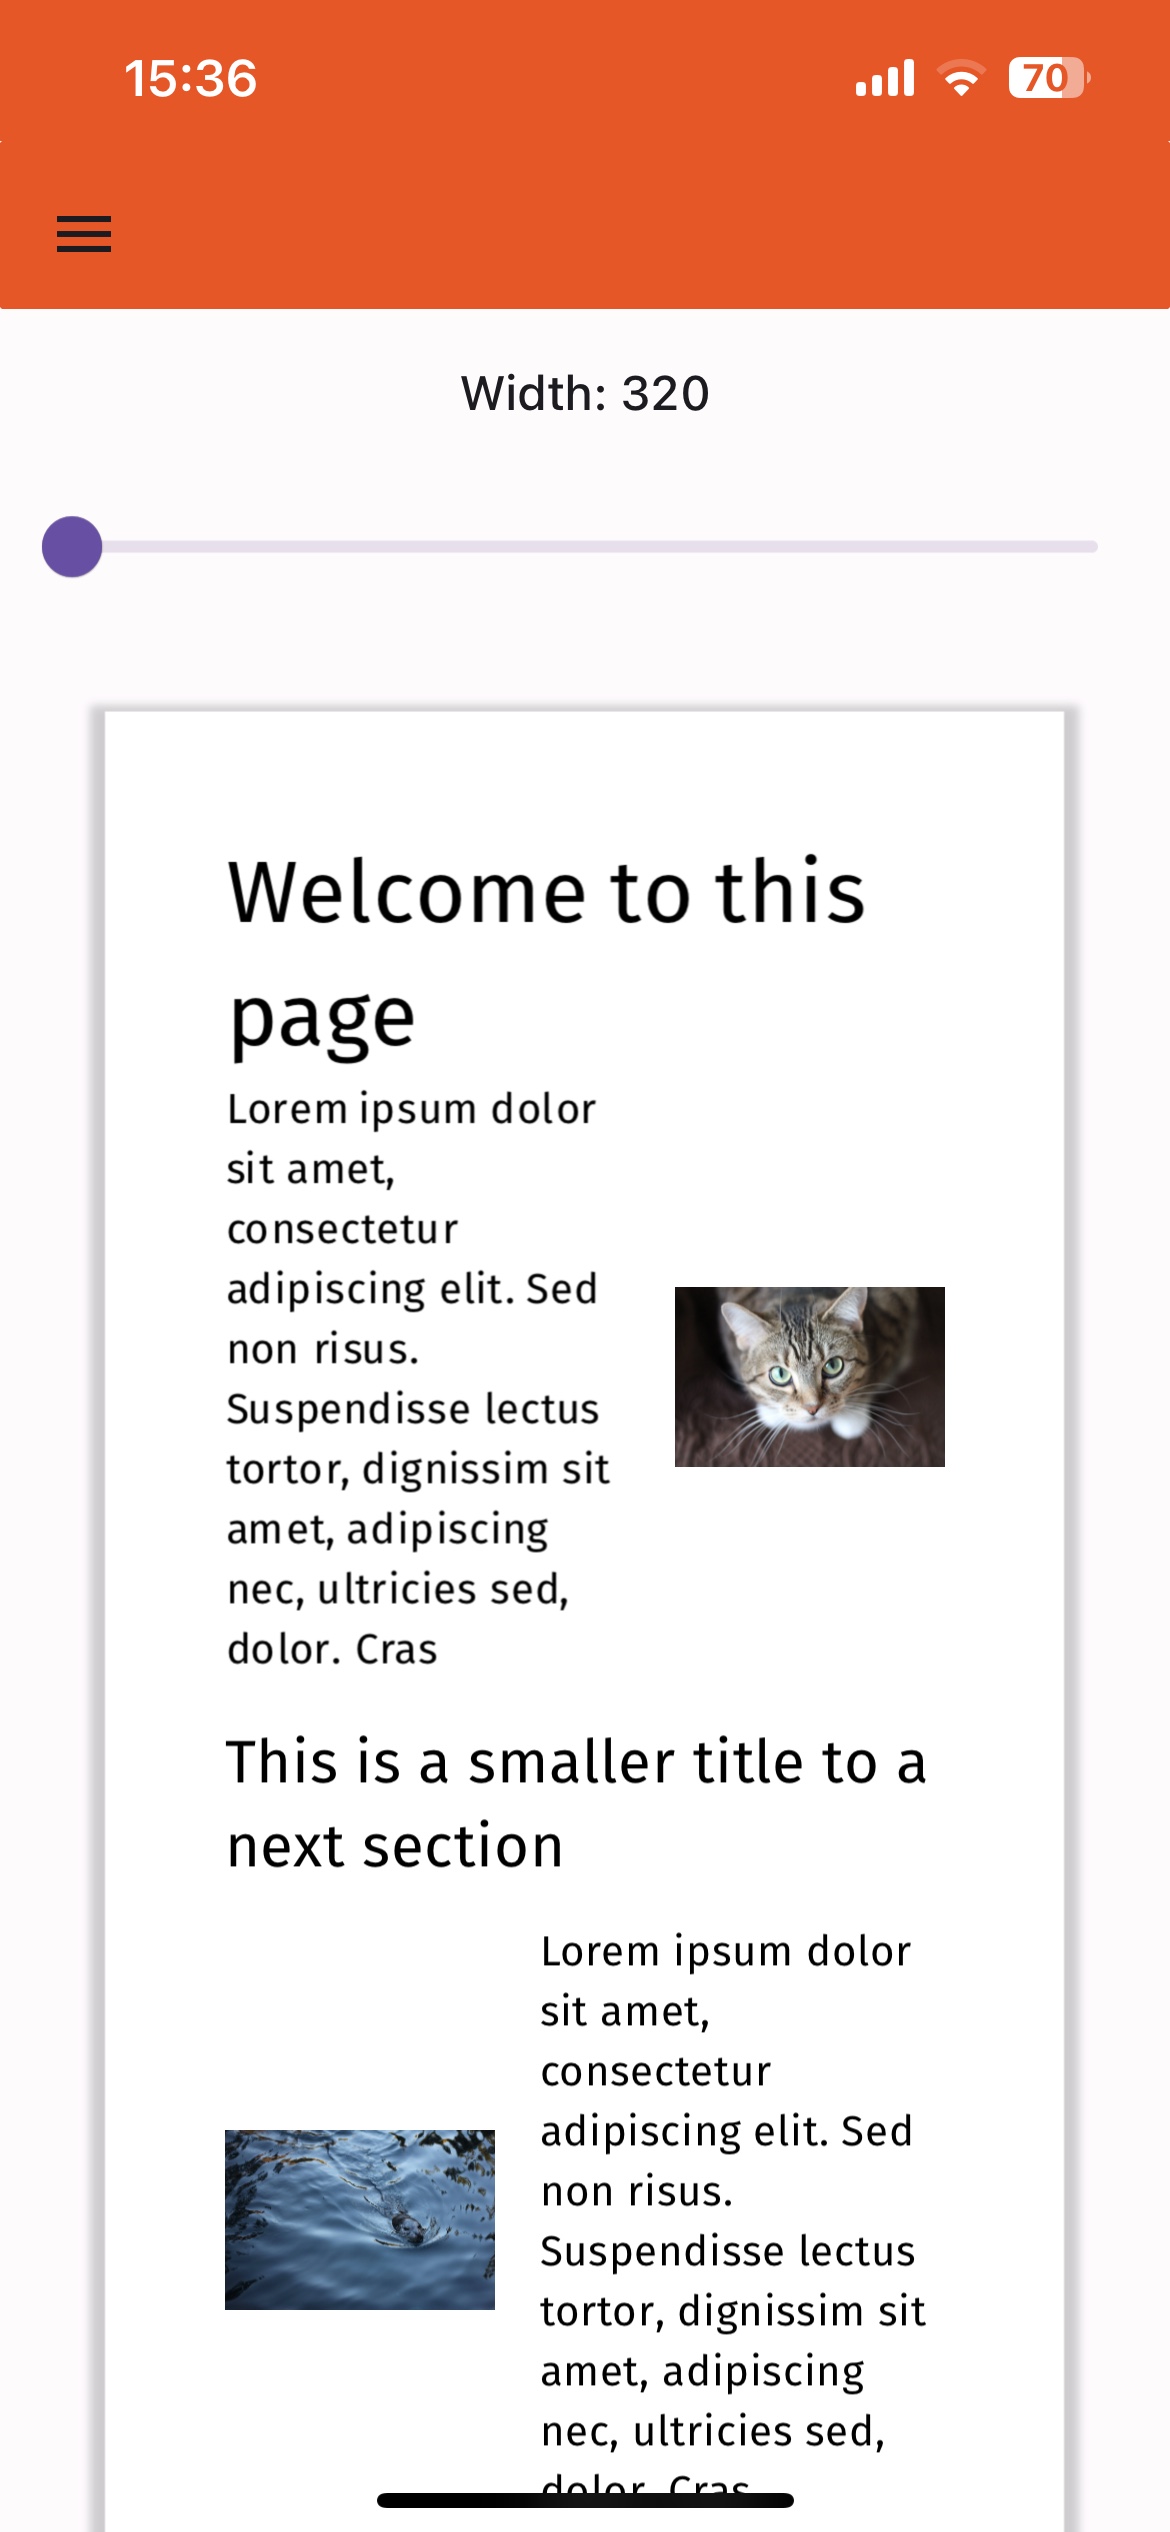 15:36
70
Width: 320
Welcome to this
page
Lorem ipsum dolor
sit amet,
consectetur
adipiscing elit. Sed
non risus.
Suspendisse lectus
tortor, dignissim sit
amet, adipiscing
nec, ultricies sed,
dolor. Cras
This is a smaller title to a
next section
Lorem ipsum dolor
sit amet,
consectetur
adipiscing elit. Sed
non risus.
Suspendisse lectus
tortor, dignissim sit
amet, adipiscing
nec, ultricies sed,
dolor. Cras